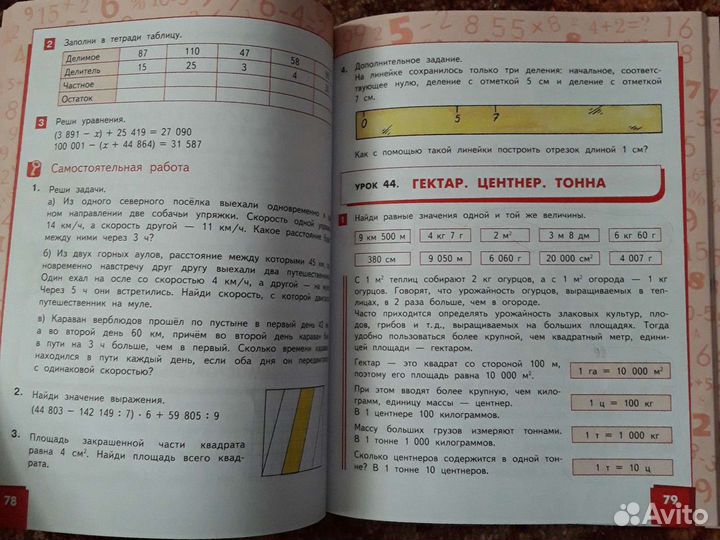 2 Заполни в тетради таблицу.
Делимое 87 110 47 58
Делитель 15 25 3 4
Частное
Остаток
3 Реши уравнения.
(3 891 − x) + 25 419 = 27 090
100 001 − (x + 44 864) = 31 587
Самостоятельная работа
1. Реши задачи.
а) Из одного северного посёлка выехали одновременно в
ном направлении две собачьи упряжки. Скорость одной
14 км/ч, а скорость другой — 11 км/ч. Какое расстояние
между ними через 3 ч?
б) Из двух горных аулов, расстояние между которыми 45 км,
новременно навстречу друг другу выехали два
Один ехал на осле со скоростью 4 км/ч, а другой — на
Через 5 ч они встретились. Найди скорость, с которой
путешественник на муле.
в) Караван верблюдов прошёл по пустыне в первый день 42
а во второй день 60 км, причём во второй день караван
в пути на 3 ч больше, чем в первый. Сколько времени
находился в пути каждый день, если оба дня он
с одинаковой скоростью?
2. Найди значение выражения.
(44 803 − 142 149 : 7) · 6 + 59 805 : 9
3. Площадь закрашенной части квадрата
равна 4 см². Найди площадь всего квад-
рата.
78
4. Дополнительное задание.
На линейке сохранилось только три деления: начальное, соответс-
твующее нулю, деление с отметкой 5 см и деление с отметкой
7 см.
0 5 7
Как с помощью такой линейки построить отрезок длиной 1 см?
УРОК 44. ГЕКТАР. ЦЕНТНЕР. ТОННА
1 Найди равные значения одной и той же величины.
9 км 500 м 4 кг 7 г 2 м² 3 м 8 дм 6 кг 60 г
380 см 9 050 м 6 060 г 20 000 см² 4 007 г
С 1 м² теплиц собирают 2 кг огурцов, а с 1 м² огорода — 1 кг
огурцов. Говорят, что урожайность огурцов, выращиваемых в теп-
лицах, в 2 раза больше, чем в огороде.
Часто приходится определять урожайность злаковых культур, пло-
дов, грибов и т.д., выращиваемых на больших площадях. Тогда
удобно пользоваться более крупной, чем квадратный метр, едини-
цей площади — гектаром.
Гектар — это квадрат со стороной 100 м,
поэтому его площадь равна 10 000 м².
1 га = 10 000 м²
При этом вводят более крупную, чем кило-
грамм, единицу массы — центнер.
В 1 центнере 100 килограммов.
1 ц = 100 кг
Массу больших грузов измеряют тоннами.
В 1 тонне 1 000 килограммов.
1 т = 1 000 кг
Сколько центнеров содержится в одной тон-
не? В 1 тонне 10 центнеров.
1 т = 10 ц
79
Avito